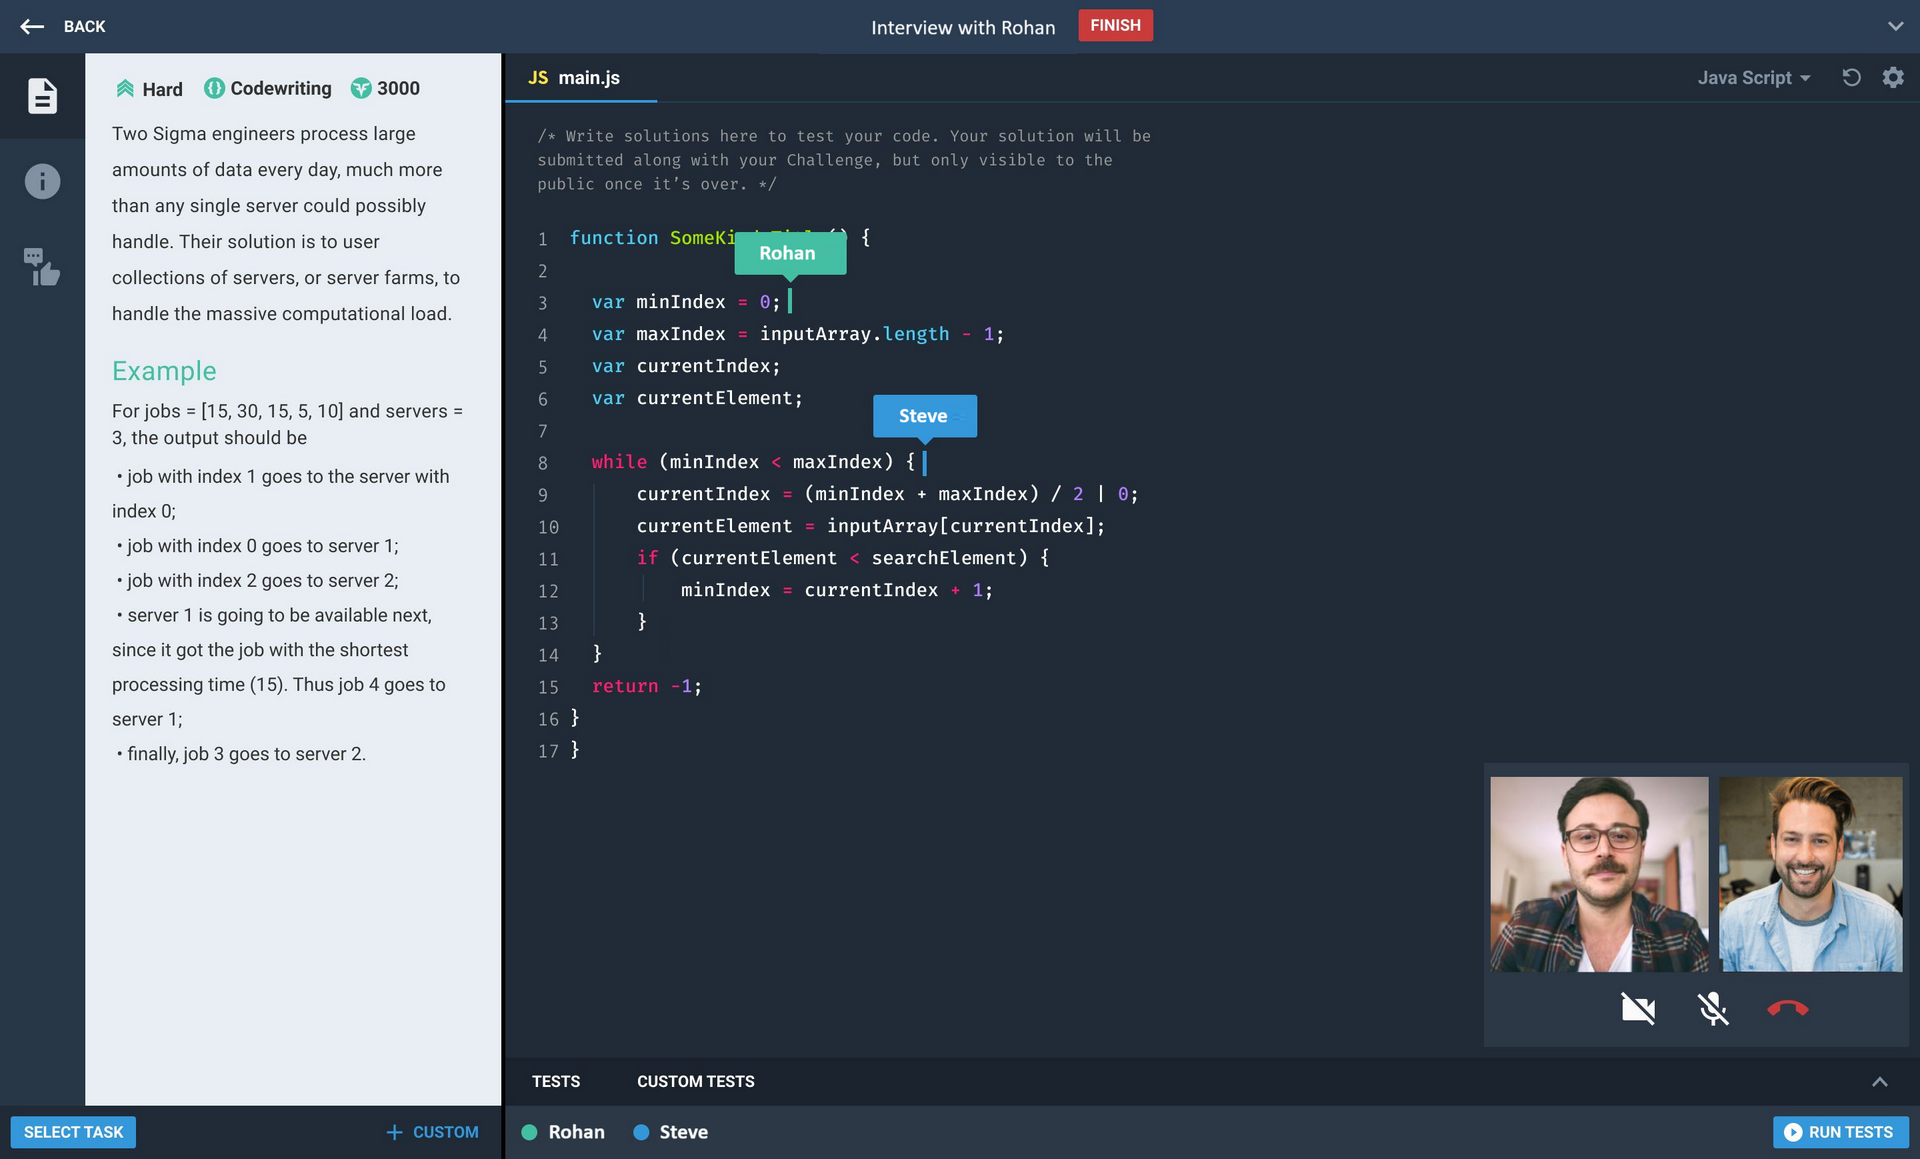 BACK
Interview with Rohan
FINISH
Hard
Codewriting
3000
Two Sigma engineers process large
amounts of data every day, much more
than any single server could possibly
handle. Their solution is to user
collections of servers, or server farms, to
handle the massive computational load.
Example
For jobs = [15, 30, 15, 5, 10] and servers =
3, the output should be
• job with index 1 goes to the server with
index 0;
• job with index 0 goes to server 1;
• job with index 2 goes to server 2;
• server 1 is going to be available next,
since it got the job with the shortest
processing time (15). Thus job 4 goes to
server 1;
• finally, job 3 goes to server 2.
SELECT TASK
+ CUSTOM
JS main.js
Java Script
/* Write solutions here to test your code. Your solution will be
submitted along with your Challenge, but only visible to the
public once it’s over. */
1 function SomeKi () {
Rohan
2
3 var minIndex = 0;
4 var maxIndex = inputArray.length - 1;
5 var currentIndex;
6 var currentElement;
Steve
7
8 while (minIndex < maxIndex) {
9 currentIndex = (minIndex + maxIndex) / 2 | 0;
10 currentElement = inputArray[currentIndex];
11 if (currentElement < searchElement) {
12 minIndex = currentIndex + 1;
13 }
14 }
15 return -1;
16 }
17 }
TESTS
CUSTOM TESTS
Rohan
Steve
RUN TESTS